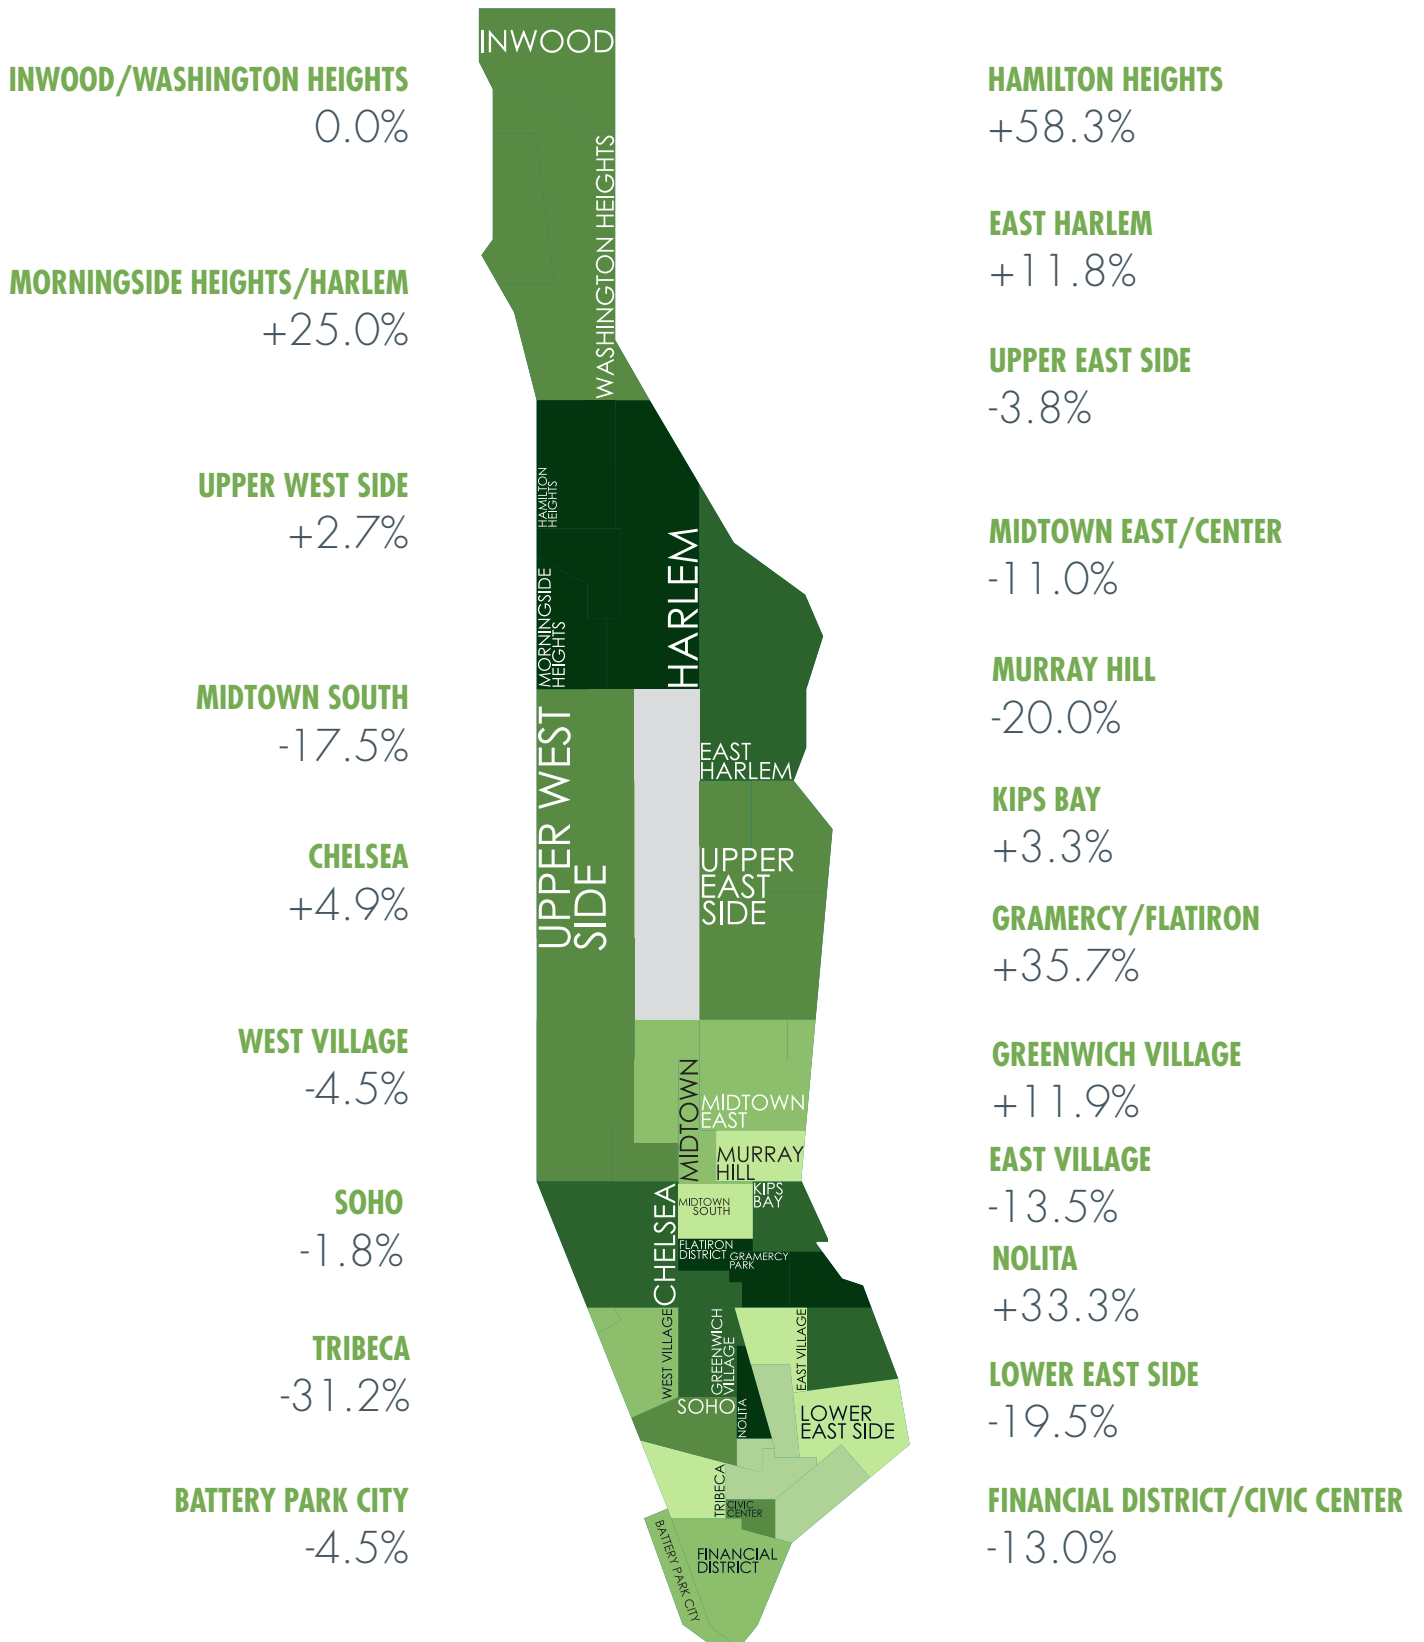 INWOOD/WASHINGTON HEIGHTS
0.0%
MORNINGSIDE HEIGHTS/HARLEM
+25.0%
UPPER WEST SIDE
+2.7%
MIDTOWN SOUTH
-17.5%
CHELSEA
+4.9%
WEST VILLAGE
-4.5%
SOHO
-1.8%
TRIBECA
-31.2%
BATTERY PARK CITY
-4.5%
INWOOD
WASHINGTON HEIGHTS
HAMILTON
HEIGHTS
MORNINGSIDE
HEIGHTS
HARLEM
UPPER WEST
SIDE
EAST
HARLEM
UPPER
EAST
SIDE
MIDTOWN
MIDTOWN
EAST
MURRAY
HILL
CHELSEA
MIDTOWN
SOUTH
KIPS
BAY
FLATIRON
DISTRICT
GRAMERCY
PARK
WEST VILLAGE
GREENWICH
VILLAGE
EAST VILLAGE
SOHO
NOLITA
LOWER
EAST SIDE
TRIBECA
CIVIC
CENTER
BATTERY PARK CITY
FINANCIAL
DISTRICT
HAMILTON HEIGHTS
+58.3%
EAST HARLEM
+11.8%
UPPER EAST SIDE
-3.8%
MIDTOWN EAST/CENTER
-11.0%
MURRAY HILL
-20.0%
KIPS BAY
+3.3%
GRAMERCY/FLATIRON
+35.7%
GREENWICH VILLAGE
+11.9%
EAST VILLAGE
-13.5%
NOLITA
+33.3%
LOWER EAST SIDE
-19.5%
FINANCIAL DISTRICT/CIVIC CENTER
-13.0%